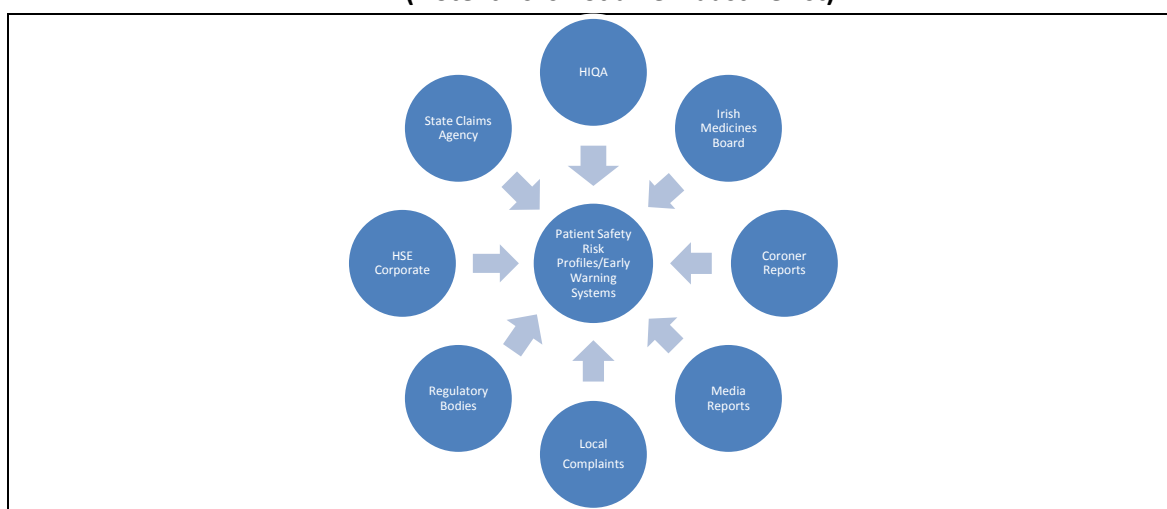 HIQA
State Claims
Agency
Irish
Medicines
Board
HSE
Corporate
Patient Safety
Risk
Profiles/Early
Warning
Systems
Coroner
Reports
Regulatory
Bodies
Media
Reports
Local
Complaints